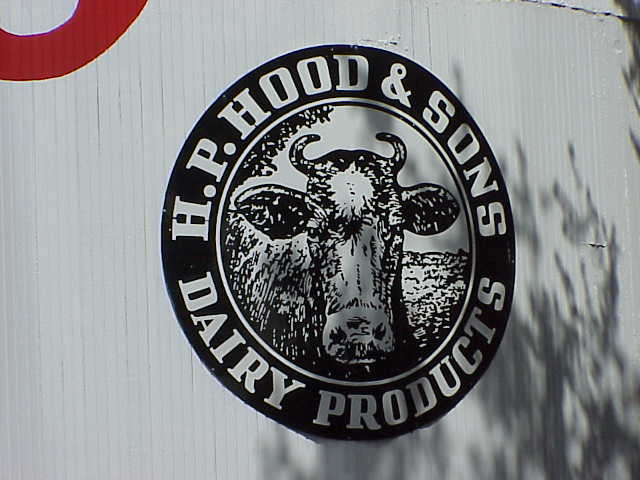 H.P. HOOD & SONS
DAIRY PRODUCTS